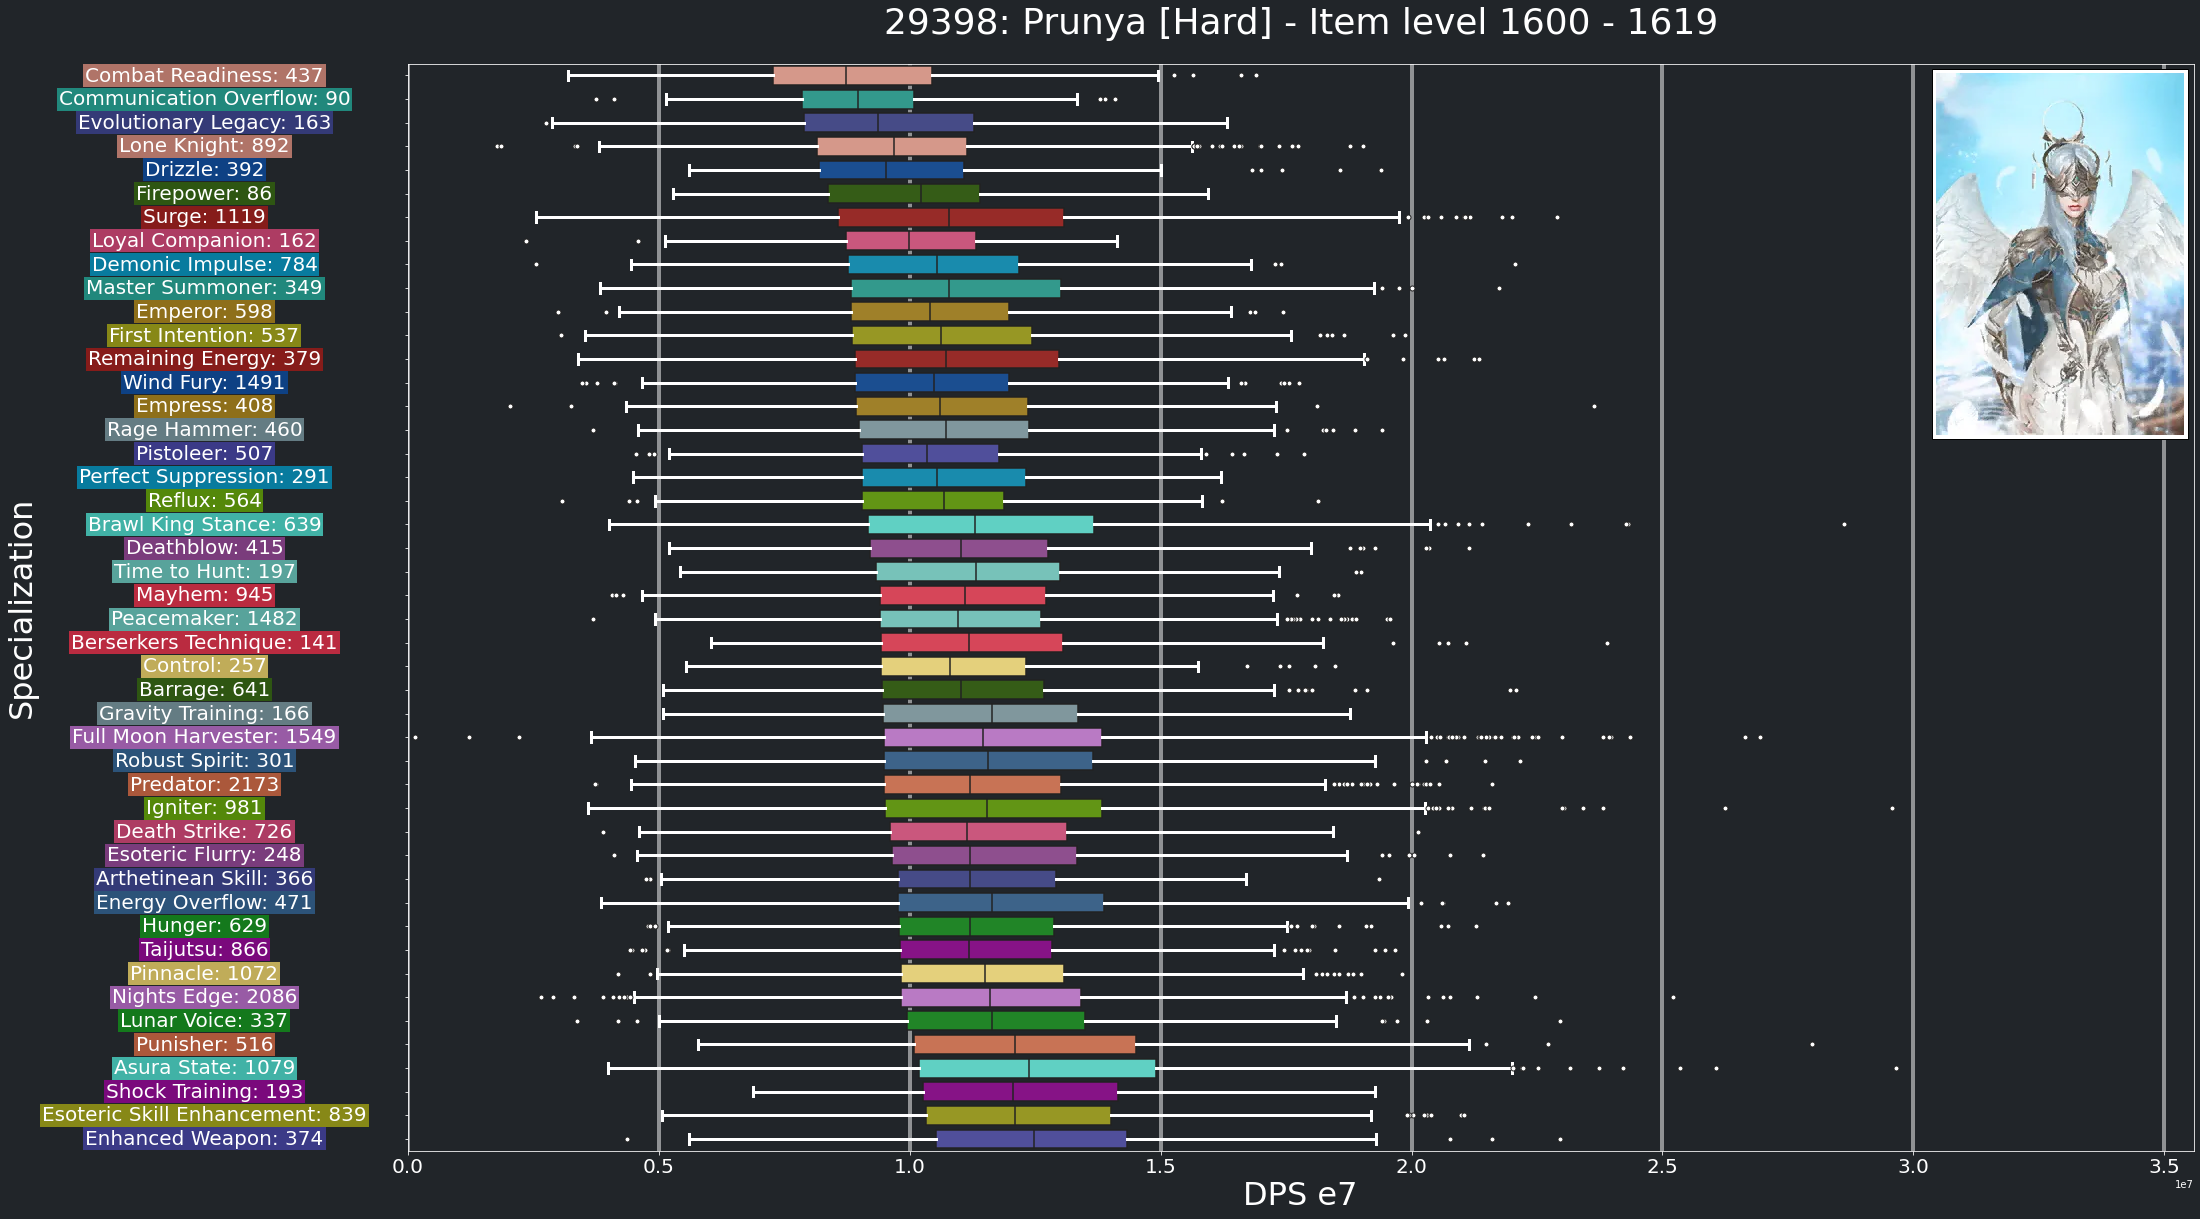 29398: Prunya [Hard] - Item level 1600 - 1619
Specialization
Combat Readiness: 437
Communication Overflow: 90
Evolutionary Legacy: 163
Lone Knight: 892
Drizzle: 392
Firepower: 86
Surge: 1119
Loyal Companion: 162
Demonic Impulse: 784
Master Summoner: 349
Emperor: 598
First Intention: 537
Remaining Energy: 379
Wind Fury: 1491
Empress: 408
Rage Hammer: 460
Pistoleer: 507
Perfect Suppression: 291
Reflux: 564
Brawl King Stance: 639
Deathblow: 415
Time to Hunt: 197
Mayhem: 945
Peacemaker: 1482
Berserkers Technique: 141
Control: 257
Barrage: 641
Gravity Training: 166
Full Moon Harvester: 1549
Robust Spirit: 301
Predator: 2173
Igniter: 981
Death Strike: 726
Esoteric Flurry: 248
Arthetinean Skill: 366
Energy Overflow: 471
Hunger: 629
Taijutsu: 866
Pinnacle: 1072
Nights Edge: 2086
Lunar Voice: 337
Punisher: 516
Asura State: 1079
Shock Training: 193
Esoteric Skill Enhancement: 839
Enhanced Weapon: 374
0.0 0.5 1.0 1.5 2.0 2.5 3.0 3.5
1e7
DPS e7